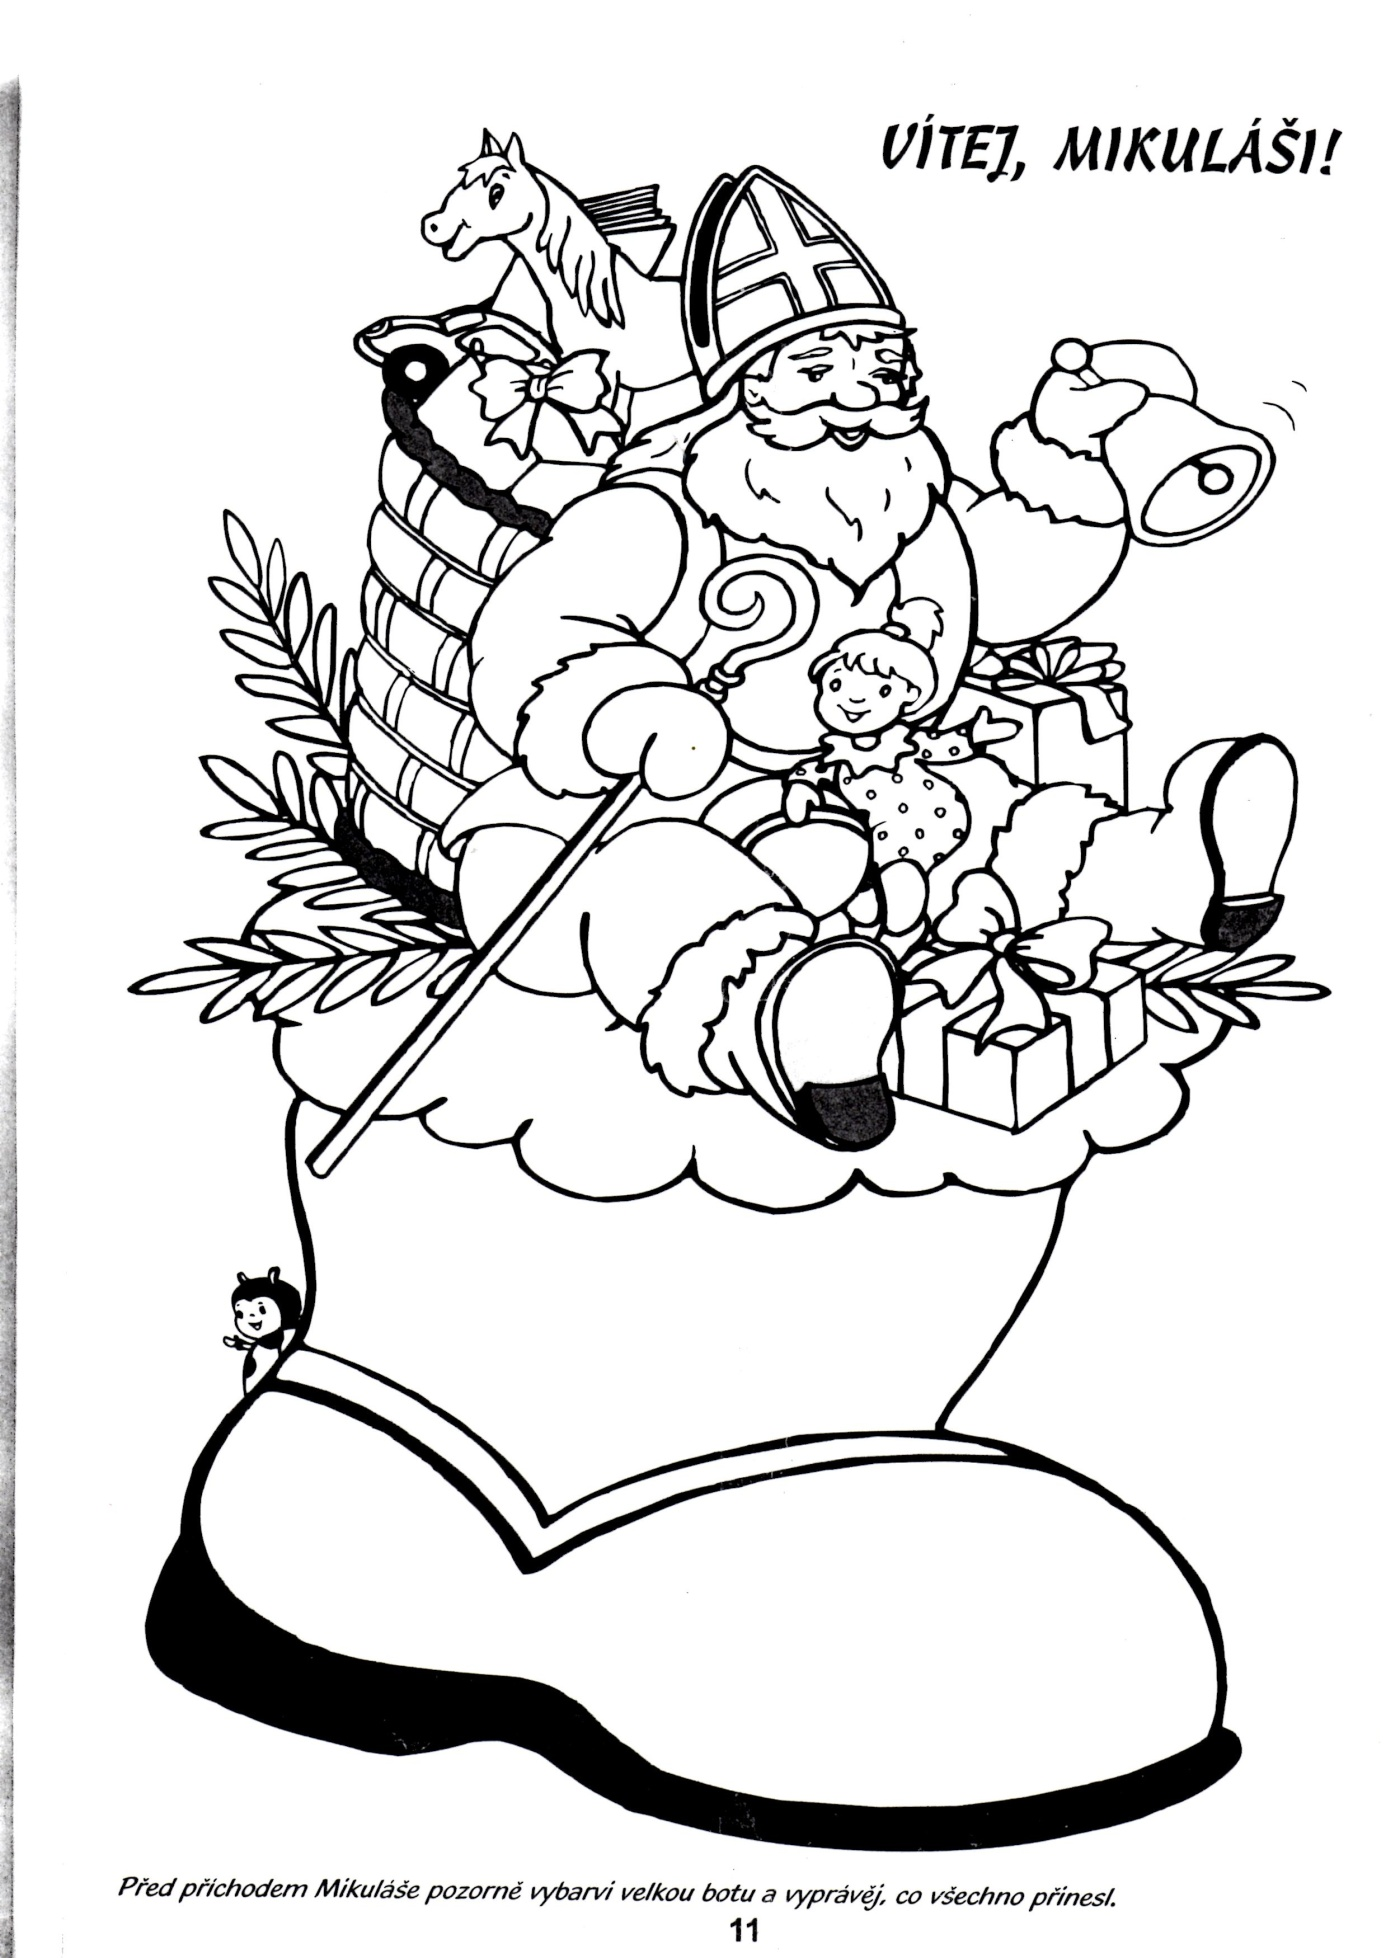 VÍTEJ, MIKULÁŠI!
Před příchodem Mikuláše pozorně vybarvi velkou botu a vyprávěj, co všechno přinesl.
11